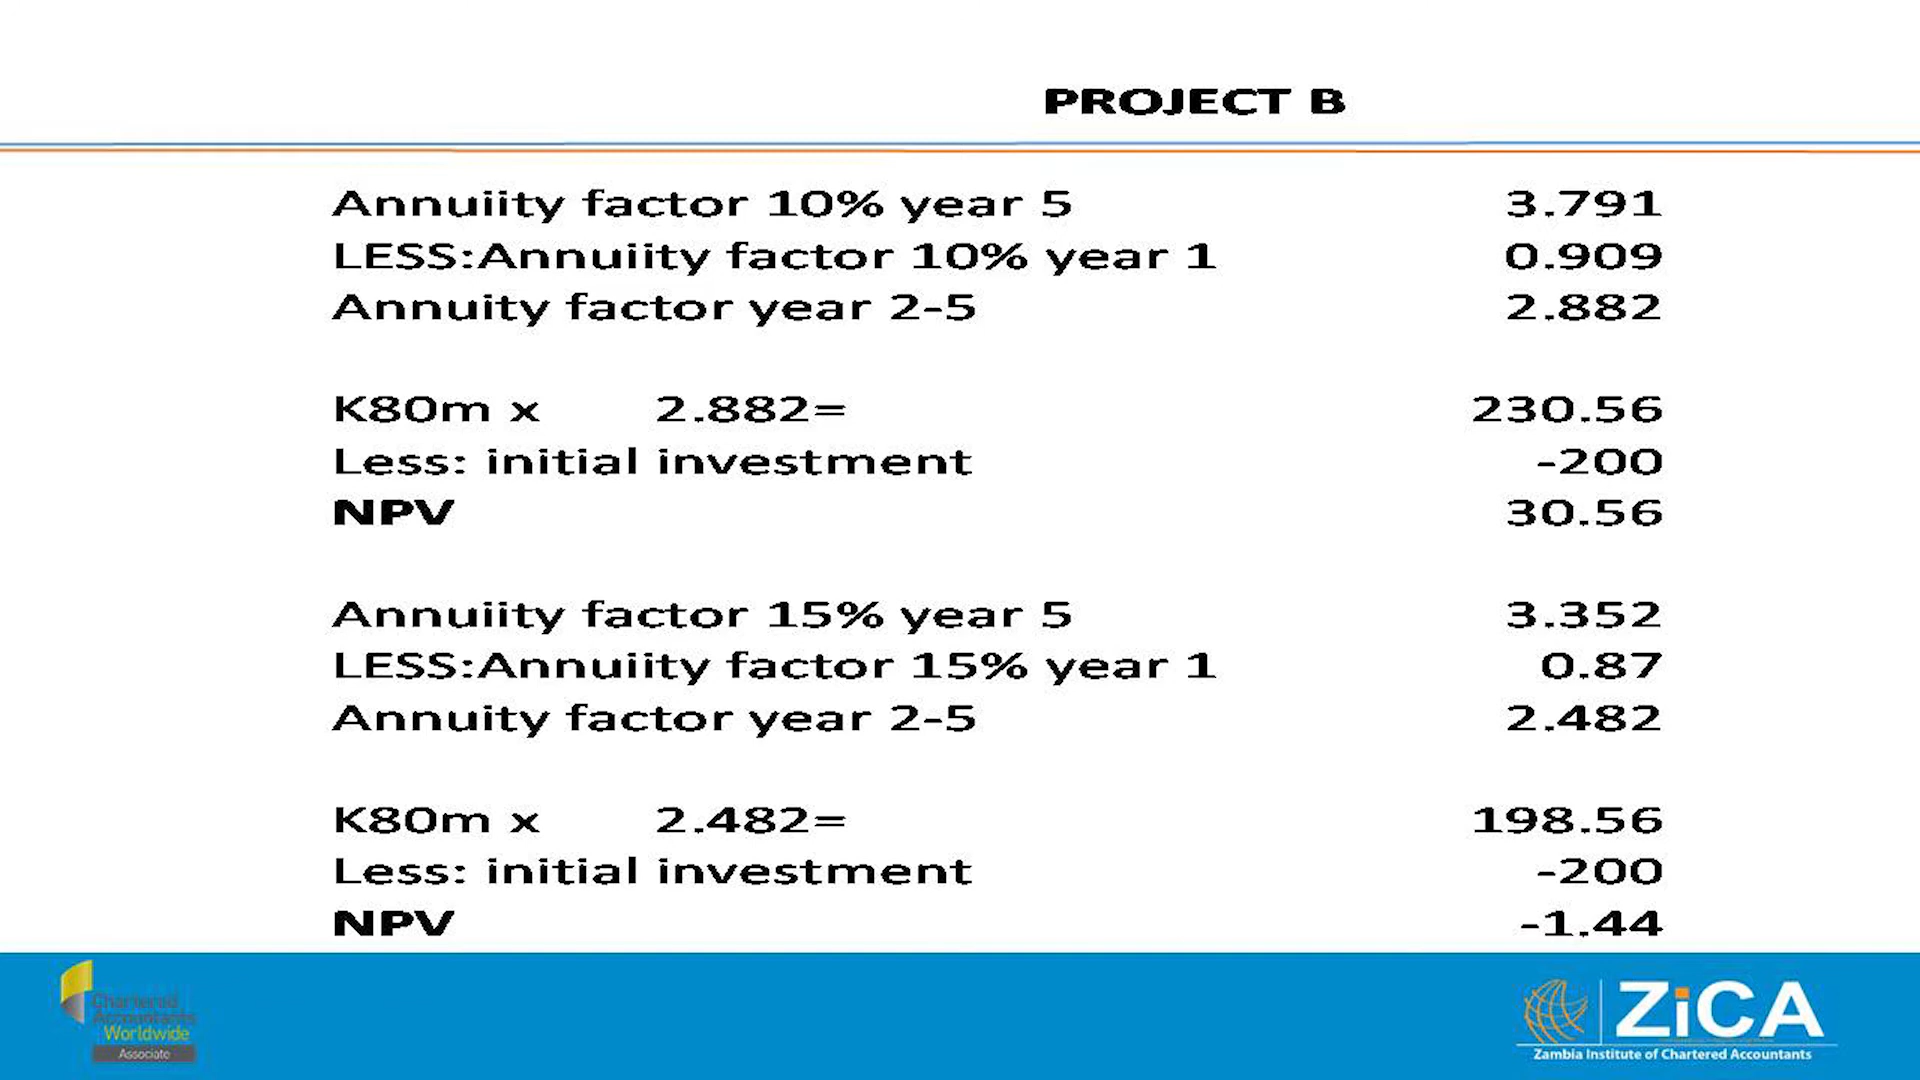 PROJECT B
Annuiity factor 10% year 5 3.791
LESS:Annuiity factor 10% year 1 0.909
Annuity factor year 2-5 2.882
K80m x 2.882= 230.56
Less: initial investment -200
NPV 30.56
Annuiity factor 15% year 5 3.352
LESS:Annuiity factor 15% year 1 0.87
Annuity factor year 2-5 2.482
K80m x 2.482= 198.56
Less: initial investment -200
NPV -1.44
Chartered
Accountants
Worldwide
Associate
ZiCA
Zambia Institute of Chartered Accountants